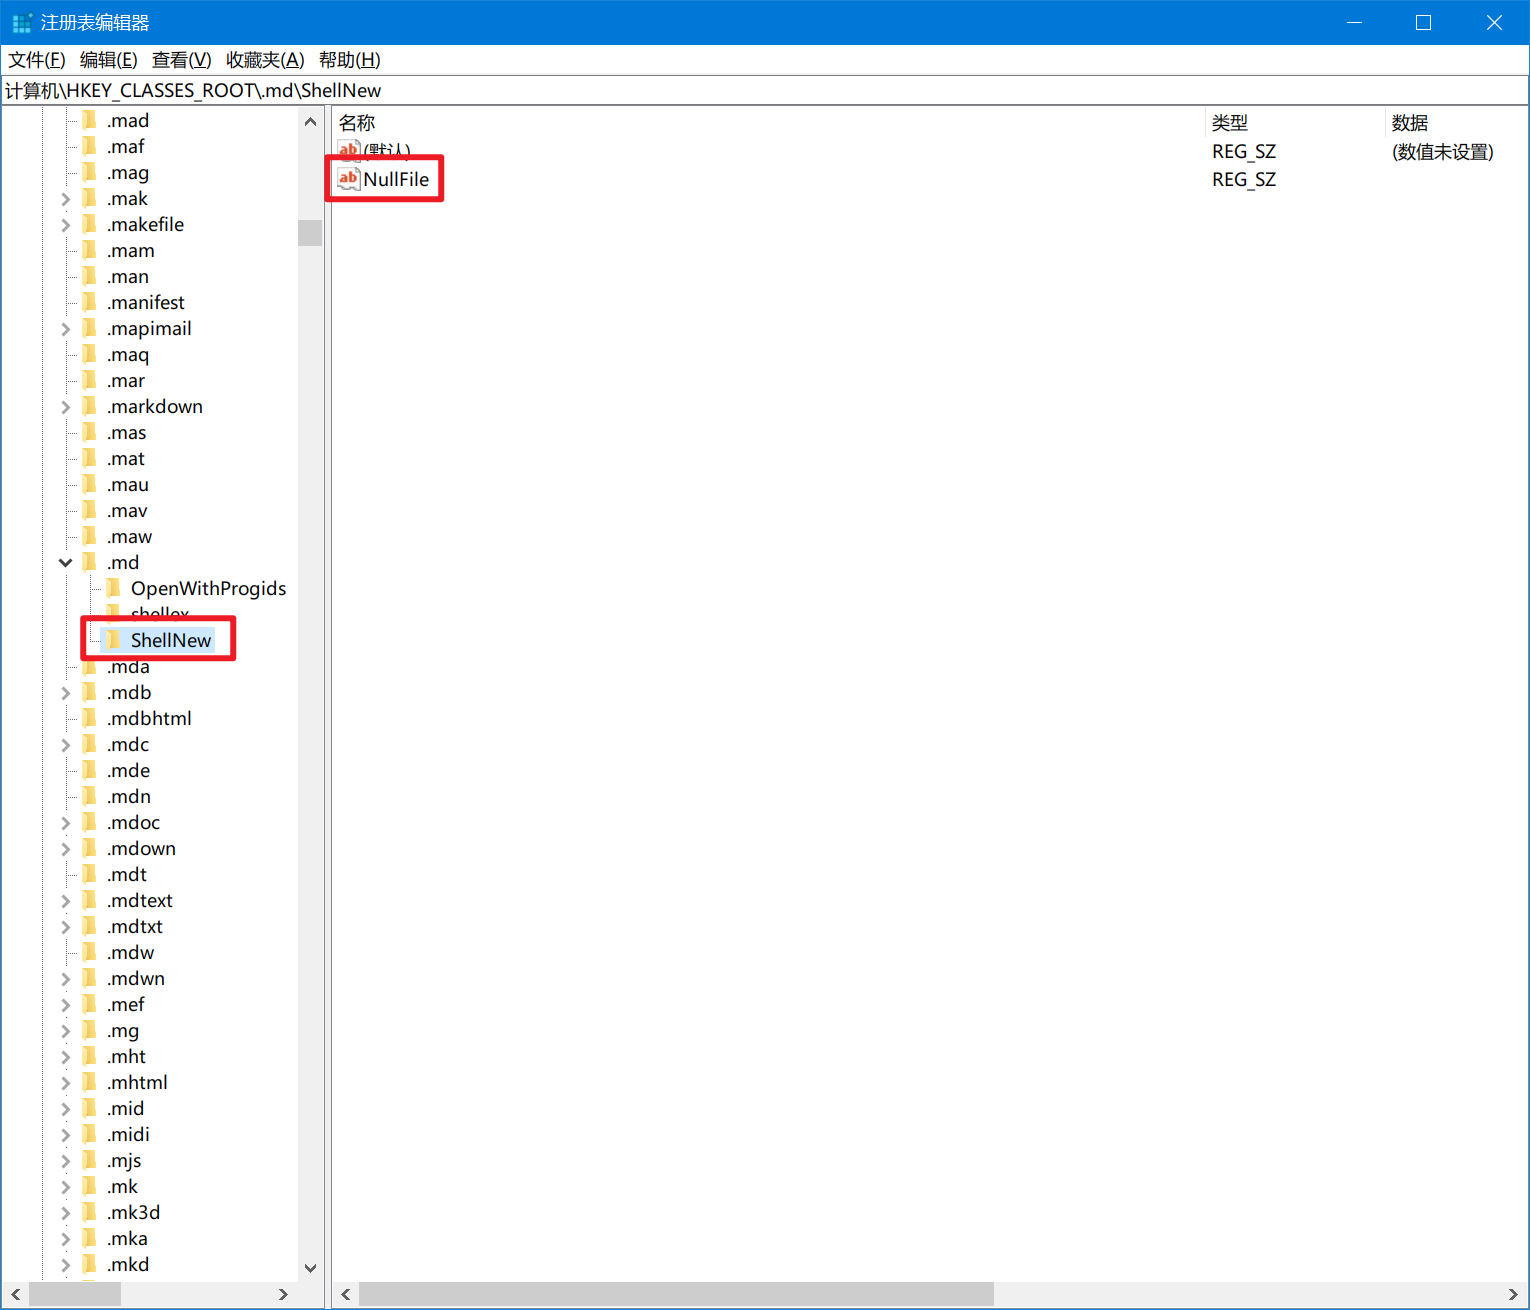 注册表编辑器
文件(F) 编辑(E) 查看(V) 收藏夹(A) 帮助(H)
计算机\HKEY_CLASSES_ROOT\.md\ShellNew
.mad
.maf
.mag
.mak
.makefile
.mam
.man
.manifest
.mapimail
.maq
.mar
.markdown
.mas
.mat
.mau
.mav
.maw
.md
OpenWithProgids
shellex
ShellNew
.mda
.mdb
.mdbhtml
.mdc
.mde
.mdn
.mdoc
.mdown
.mdt
.mdtext
.mdtxt
.mdw
.mdwn
.mef
.mg
.mht
.mhtml
.mid
.midi
.mjs
.mk
.mk3d
.mka
.mkd
名称 类型 数据
ab (默认) REG_SZ (数值未设置)
ab NullFile REG_SZ